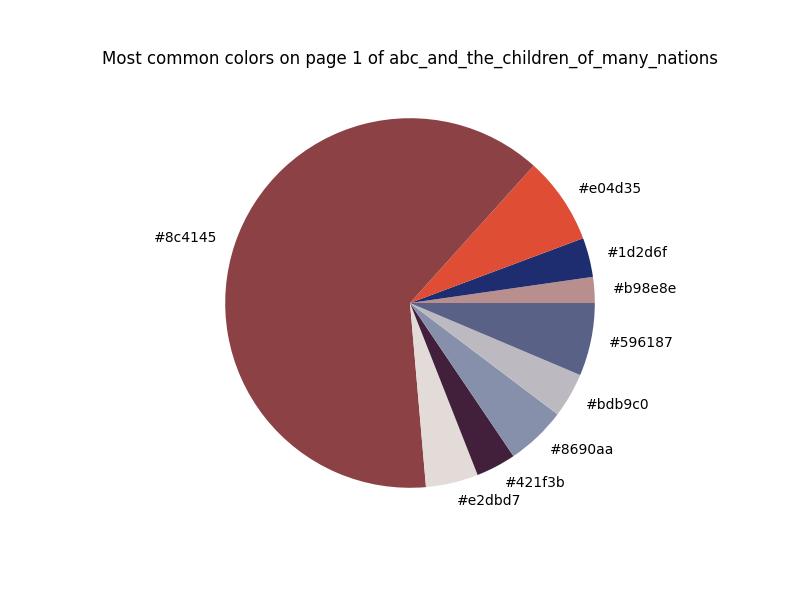 Most common colors on page 1 of abc_and_the_children_of_many_nations
#e04d35
#8c4145
#1d2d6f
#b98e8e
#596187
#bdb9c0
#8690aa
#421f3b
#e2dbd7